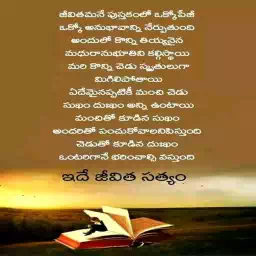 జీవితమనే పుస్తకంలో ఒక్కోపేజీ
ఒక్కో అనుభావాన్ని నేర్పుతుంది
అందులో కొన్ని తియ్యనైన
మధురానుభూతిని కల్గిస్థాయి
మరి కొన్ని చెడు స్మృతులుగా
మిగిలిపోతాయి
ఏదేమైనప్పటికీ మంచి చెడు
సుఖం దుఃఖం అన్ని ఉంటాయి
మంచితో కూడిన సుఖం
అందరితో పంచుకోవాలనిపిస్తుంది
చెడుతో కూడిన దుఃఖం
ఒంటరిగానే భరించాల్సి వస్తుంది
ఇదే జీవిత సత్యం